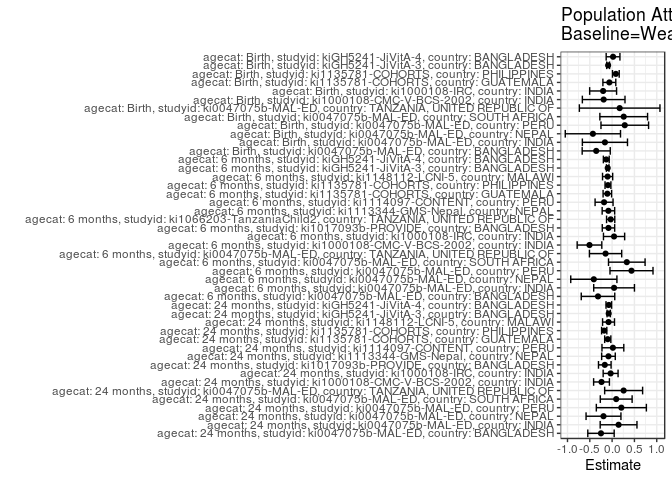 Population Att
Baseline=Wea
agecat: Birth, studyid: kiGH5241-JiVitA-4, country: BANGLADESH
agecat: Birth, studyid: kiGH5241-JiVitA-3, country: BANGLADESH
agecat: Birth, studyid: ki1135781-COHORTS, country: PHILIPPINES
agecat: Birth, studyid: ki1135781-COHORTS, country: GUATEMALA
agecat: Birth, studyid: ki1000108-IRC, country: INDIA
agecat: Birth, studyid: ki1000108-CMC-V-BCS-2002, country: INDIA
agecat: Birth, studyid: ki0047075b-MAL-ED, country: TANZANIA, UNITED REPUBLIC OF
agecat: Birth, studyid: ki0047075b-MAL-ED, country: SOUTH AFRICA
agecat: Birth, studyid: ki0047075b-MAL-ED, country: PERU
agecat: Birth, studyid: ki0047075b-MAL-ED, country: NEPAL
agecat: Birth, studyid: ki0047075b-MAL-ED, country: INDIA
agecat: Birth, studyid: ki0047075b-MAL-ED, country: BANGLADESH
agecat: 6 months, studyid: kiGH5241-JiVitA-4, country: BANGLADESH
agecat: 6 months, studyid: kiGH5241-JiVitA-3, country: BANGLADESH
agecat: 6 months, studyid: ki1148112-LCNI-5, country: MALAWI
agecat: 6 months, studyid: ki1135781-COHORTS, country: PHILIPPINES
agecat: 6 months, studyid: ki1135781-COHORTS, country: GUATEMALA
agecat: 6 months, studyid: ki1114097-CONTENT, country: PERU
agecat: 6 months, studyid: ki1113344-GMS-Nepal, country: NEPAL
agecat: 6 months, studyid: ki1066203-TanzaniaChild2, country: TANZANIA, UNITED REPUBLIC OF
agecat: 6 months, studyid: ki1017093b-PROVIDE, country: BANGLADESH
agecat: 6 months, studyid: ki1000108-IRC, country: INDIA
agecat: 6 months, studyid: ki1000108-CMC-V-BCS-2002, country: INDIA
agecat: 6 months, studyid: ki0047075b-MAL-ED, country: TANZANIA, UNITED REPUBLIC OF
agecat: 6 months, studyid: ki0047075b-MAL-ED, country: SOUTH AFRICA
agecat: 6 months, studyid: ki0047075b-MAL-ED, country: PERU
agecat: 6 months, studyid: ki0047075b-MAL-ED, country: NEPAL
agecat: 6 months, studyid: ki0047075b-MAL-ED, country: INDIA
agecat: 6 months, studyid: ki0047075b-MAL-ED, country: BANGLADESH
agecat: 24 months, studyid: kiGH5241-JiVitA-4, country: BANGLADESH
agecat: 24 months, studyid: kiGH5241-JiVitA-3, country: BANGLADESH
agecat: 24 months, studyid: ki1148112-LCNI-5, country: MALAWI
agecat: 24 months, studyid: ki1135781-COHORTS, country: PHILIPPINES
agecat: 24 months, studyid: ki1135781-COHORTS, country: GUATEMALA
agecat: 24 months, studyid: ki1114097-CONTENT, country: PERU
agecat: 24 months, studyid: ki1113344-GMS-Nepal, country: NEPAL
agecat: 24 months, studyid: ki1017093b-PROVIDE, country: BANGLADESH
agecat: 24 months, studyid: ki1000108-IRC, country: INDIA
agecat: 24 months, studyid: ki1000108-CMC-V-BCS-2002, country: INDIA
agecat: 24 months, studyid: ki0047075b-MAL-ED, country: TANZANIA, UNITED REPUBLIC OF
agecat: 24 months, studyid: ki0047075b-MAL-ED, country: SOUTH AFRICA
agecat: 24 months, studyid: ki0047075b-MAL-ED, country: PERU
agecat: 24 months, studyid: ki0047075b-MAL-ED, country: NEPAL
agecat: 24 months, studyid: ki0047075b-MAL-ED, country: INDIA
agecat: 24 months, studyid: ki0047075b-MAL-ED, country: BANGLADESH
-1.0 -0.5 0.0 0.5 1.0
Estimate